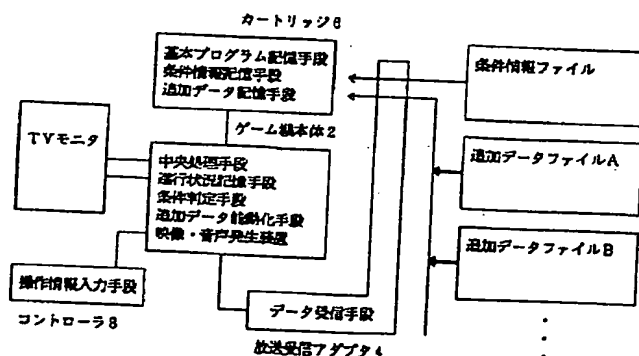 カートリッジ6
基本プログラム記憶手段
条件情報記憶手段
追加データ記憶手段
条件情報ファイル
ゲーム機本体2
TVモニタ
中央処理手段
進行状況記憶手段
条件判定手段
追加データ能動化手段
映像・音声発生装置
追加データファイルA
追加データファイルB
操作情報入力手段
コントローラ8
データ受信手段
放送受信アダプタ4